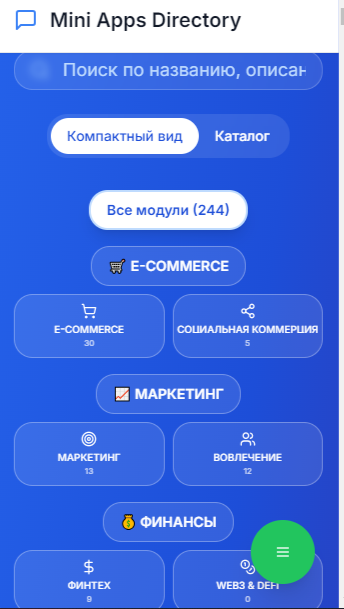 Mini Apps Directory
Поиск по названию, описан
Компактный вид
Каталог
Все модули (244)
E-COMMERCE
E-COMMERCE
30
СОЦИАЛЬНАЯ КОММЕРЦИЯ
5
МАРКЕТИНГ
МАРКЕТИНГ
13
ВОВЛЕЧЕНИЕ
12
ФИНАНСЫ
ФИНТЕХ
9
WEB3 & DEFI
0